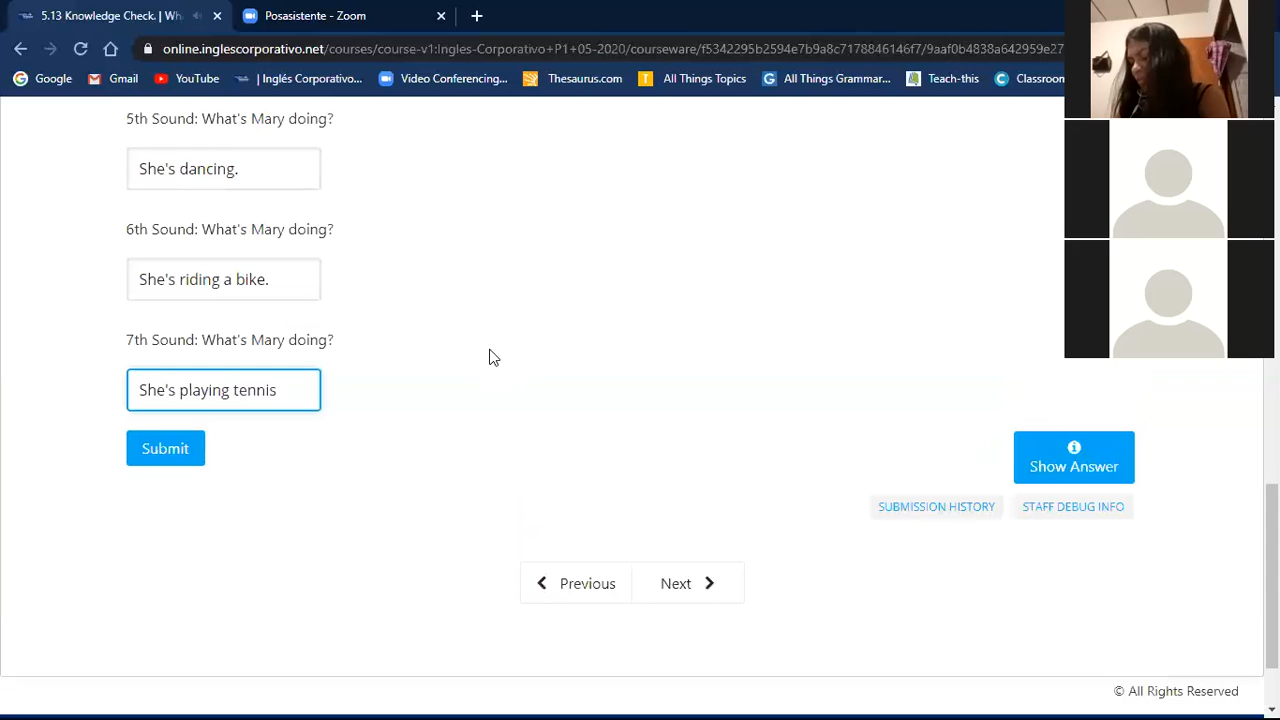 5.13 Knowledge Check. | Wha
Posasistente - Zoom
online.inglescorporativo.net/courses/course-v1:Ingles-Corporativo+P1+05-2020/courseware/f5342295b2594e7b9a8c7178846146f7/9aaf0b4838a642959e27
Google
Gmail
YouTube
| Inglés Corporativo...
Video Conferencing...
Thesaurus.com
All Things Topics
All Things Grammar...
Teach-this
Classroom
5th Sound: What's Mary doing?
She's dancing.
6th Sound: What's Mary doing?
She's riding a bike.
7th Sound: What's Mary doing?
She's playing tennis
Submit
Show Answer
SUBMISSION HISTORY
STAFF DEBUG INFO
Previous
Next
© All Rights Reserved